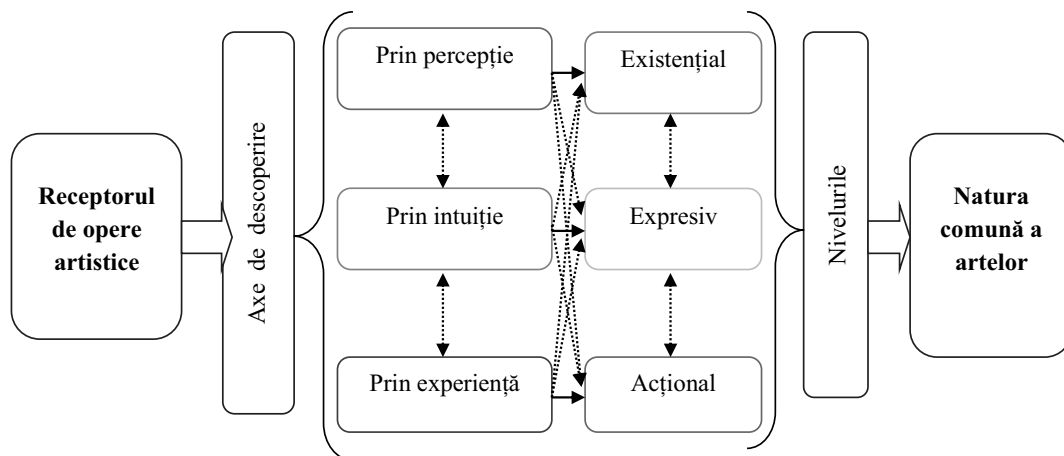 Receptorul
de opere
artistice
Axe de descoperire
Prin percepție
Prin intuiție
Prin experiență
Existențial
Expresiv
Acțional
Nivelurile
Natura
comună a
artelor